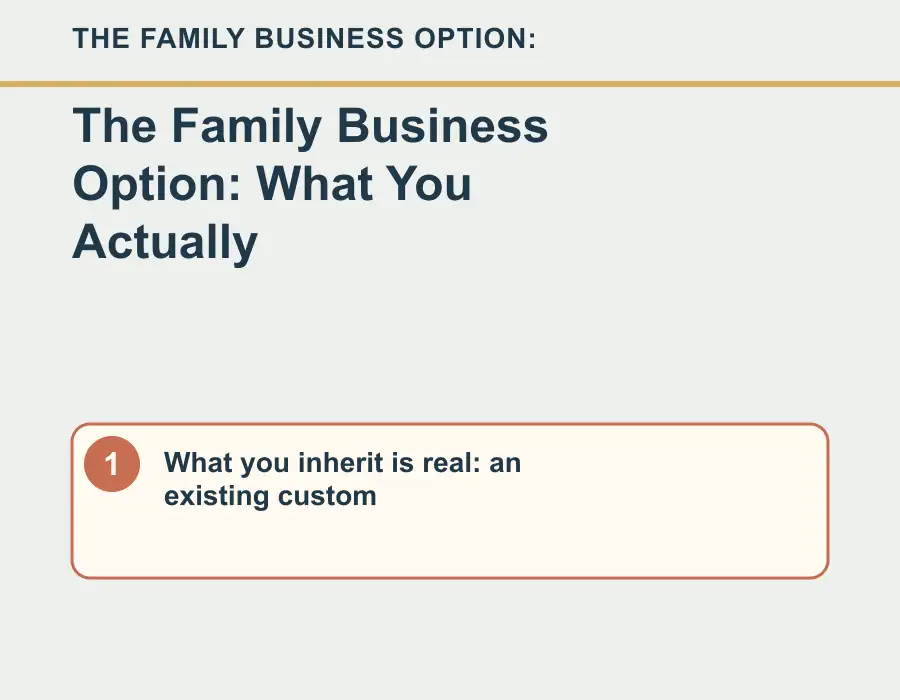 THE FAMILY BUSINESS OPTION:
The Family Business
Option: What You
Actually
1
What you inherit is real: an
existing custom